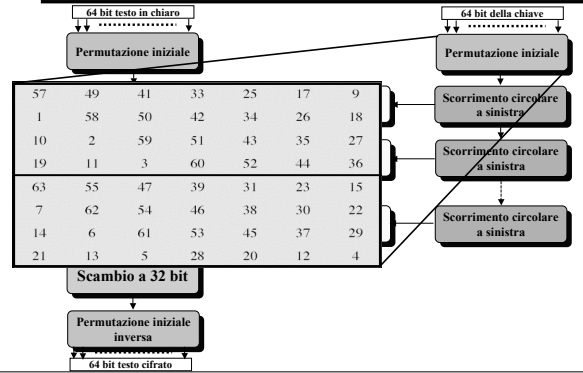 64 bit testo in chiaro
64 bit della chiave
Permutazione iniziale
Permutazione iniziale
57 49 41 33 25 17 9
1 58 50 42 34 26 18
10 2 59 51 43 35 27
19 11 3 60 52 44 36
63 55 47 39 31 23 15
7 62 54 46 38 30 22
14 6 61 53 45 37 29
21 13 5 28 20 12 4
Scorrimento circolare
a sinistra
Scorrimento circolare
a sinistra
Scorrimento circolare
a sinistra
Scambio a 32 bit
Permutazione iniziale
inversa
64 bit testo cifrato